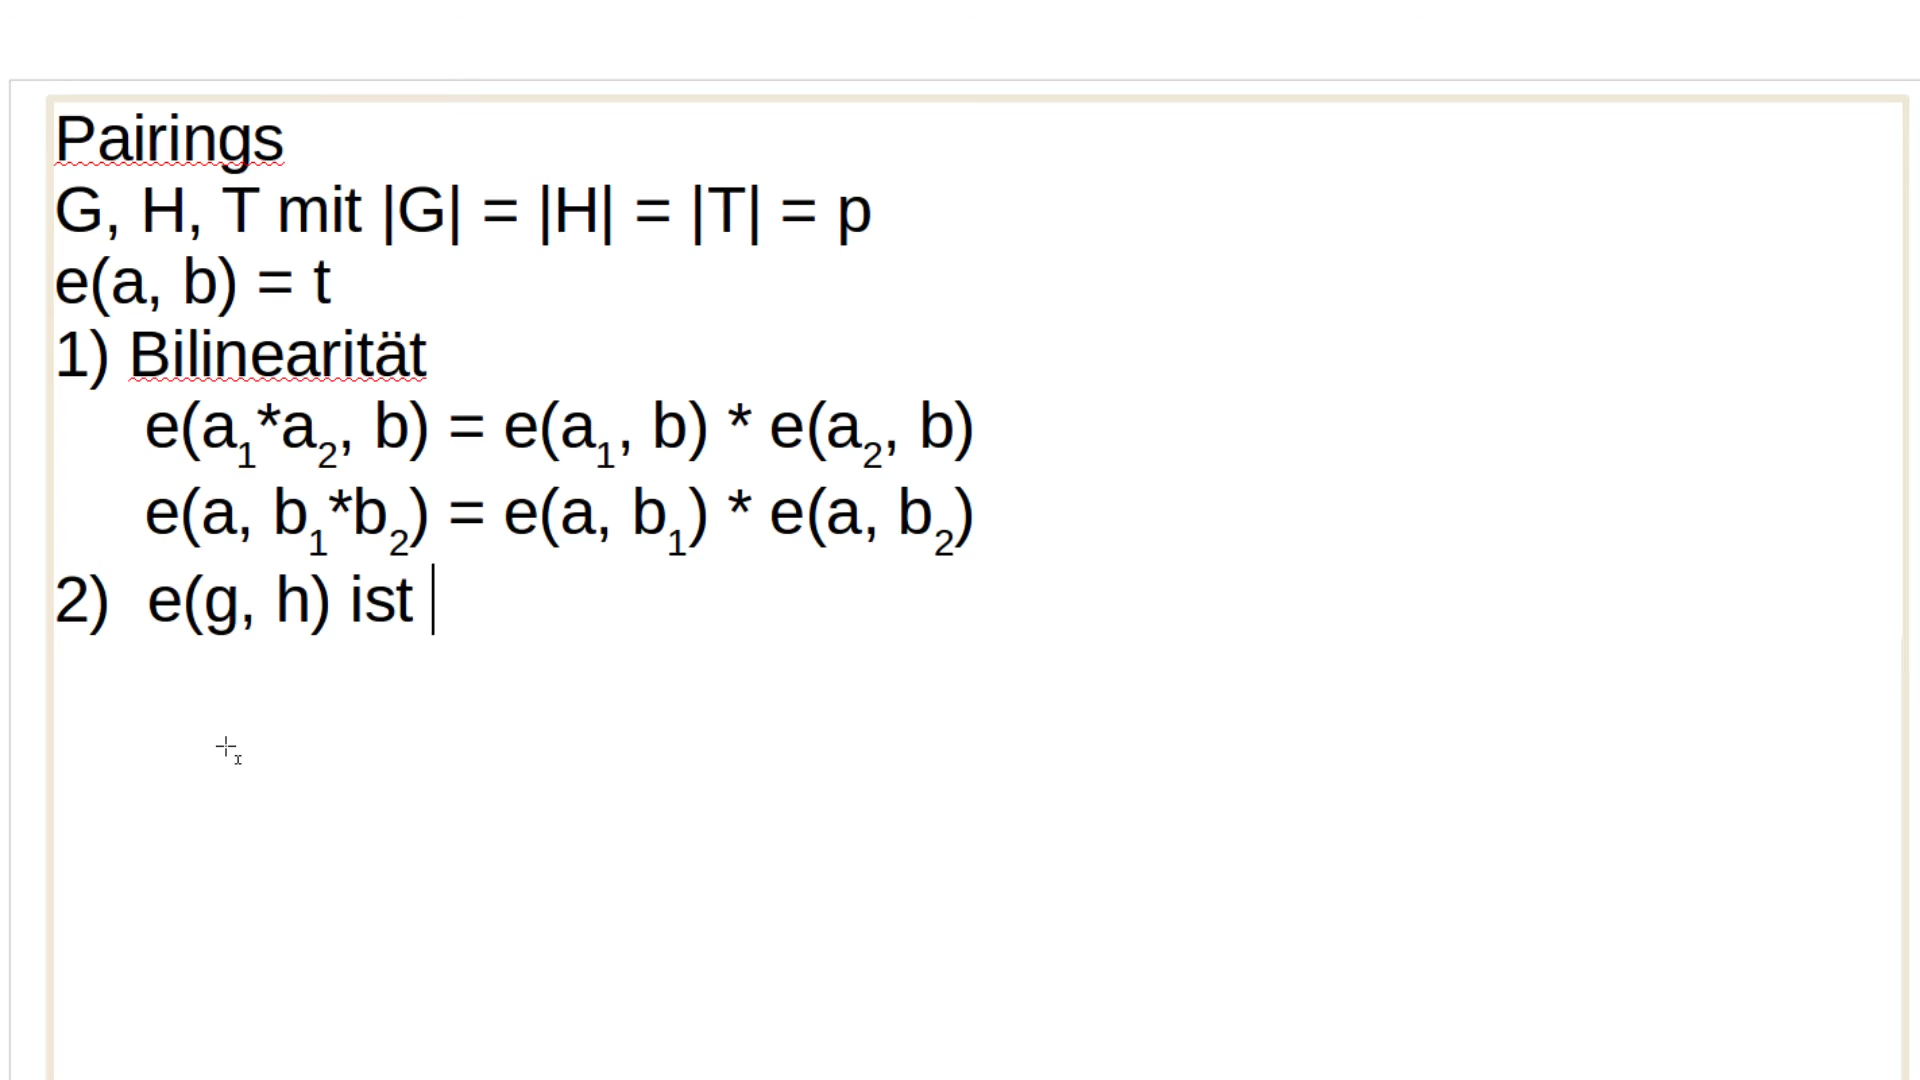 Pairings
G, H, T mit |G| = |H| = |T| = p
e(a, b) = t
1) Bilinearität
e(a₁*a₂, b) = e(a₁, b) * e(a₂, b)
e(a, b₁*b₂) = e(a, b₁) * e(a, b₂)
2) e(g, h) ist